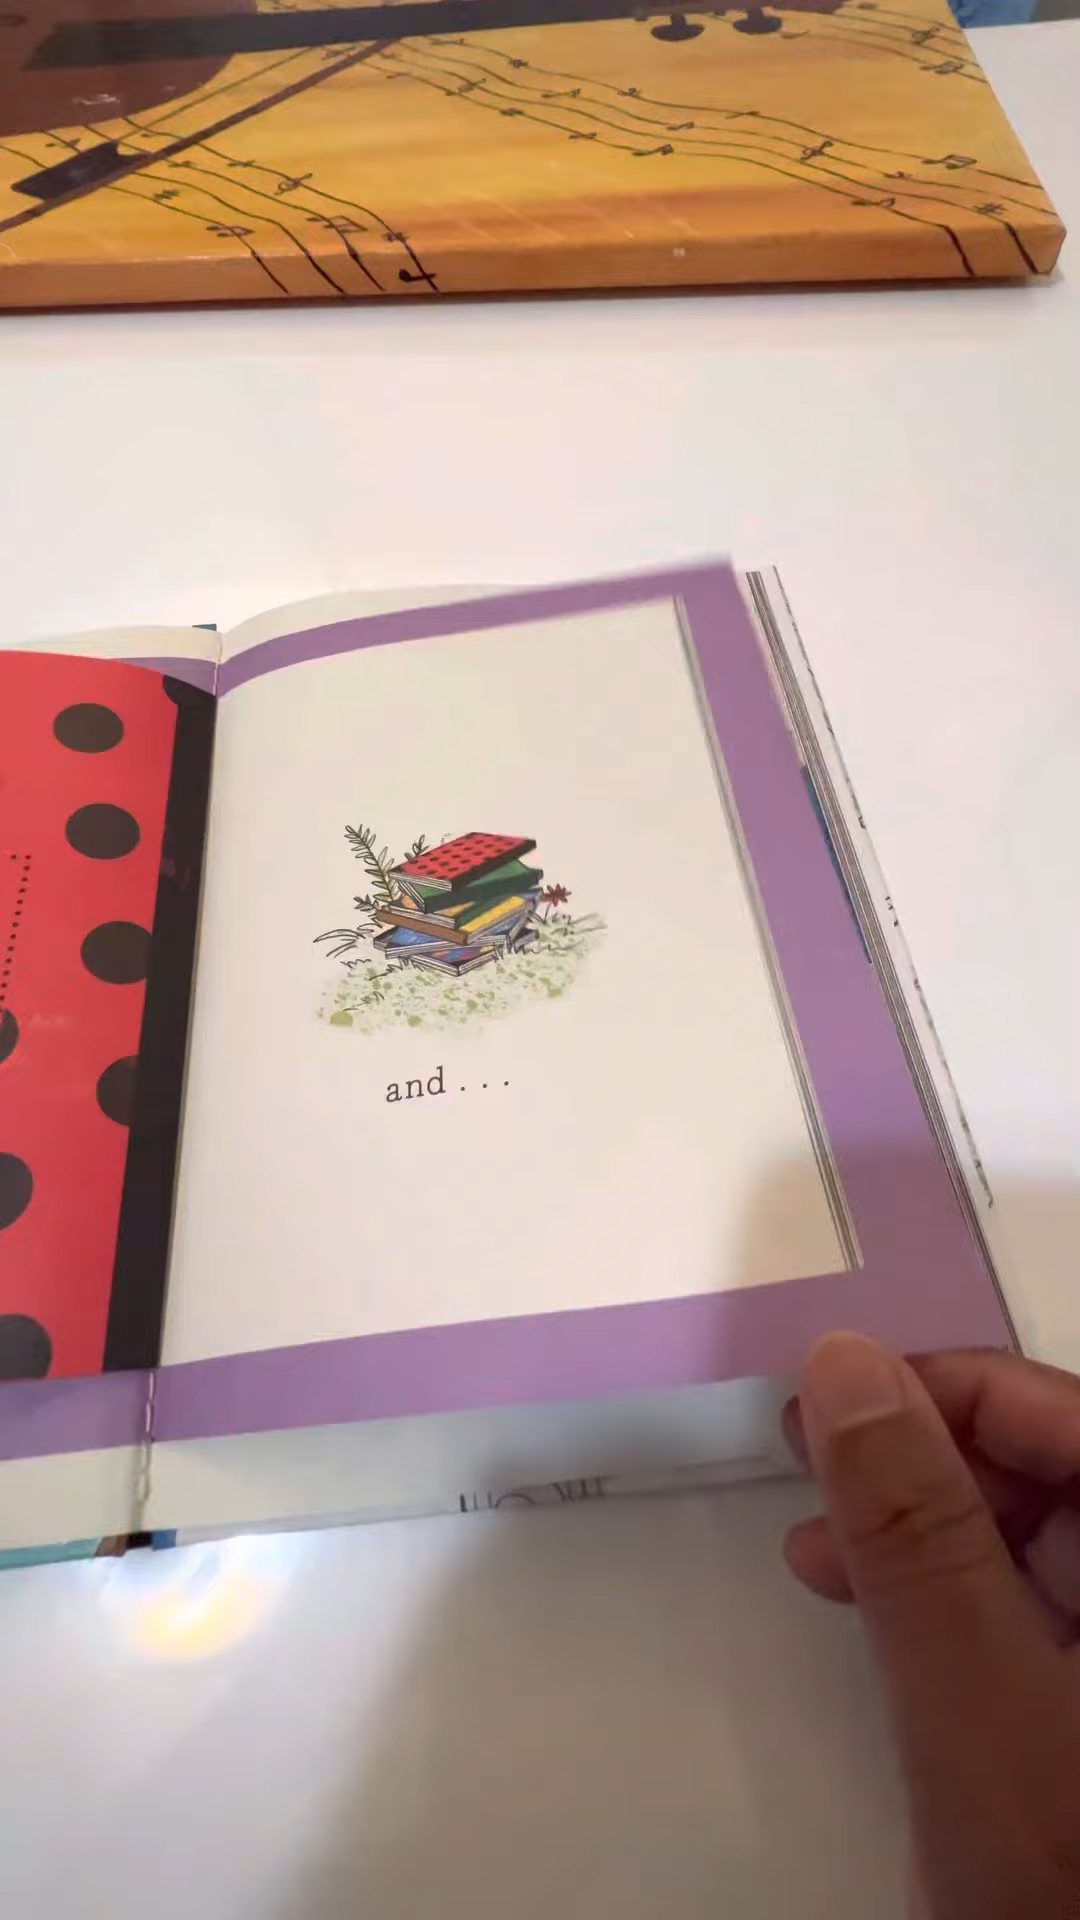 and . . .